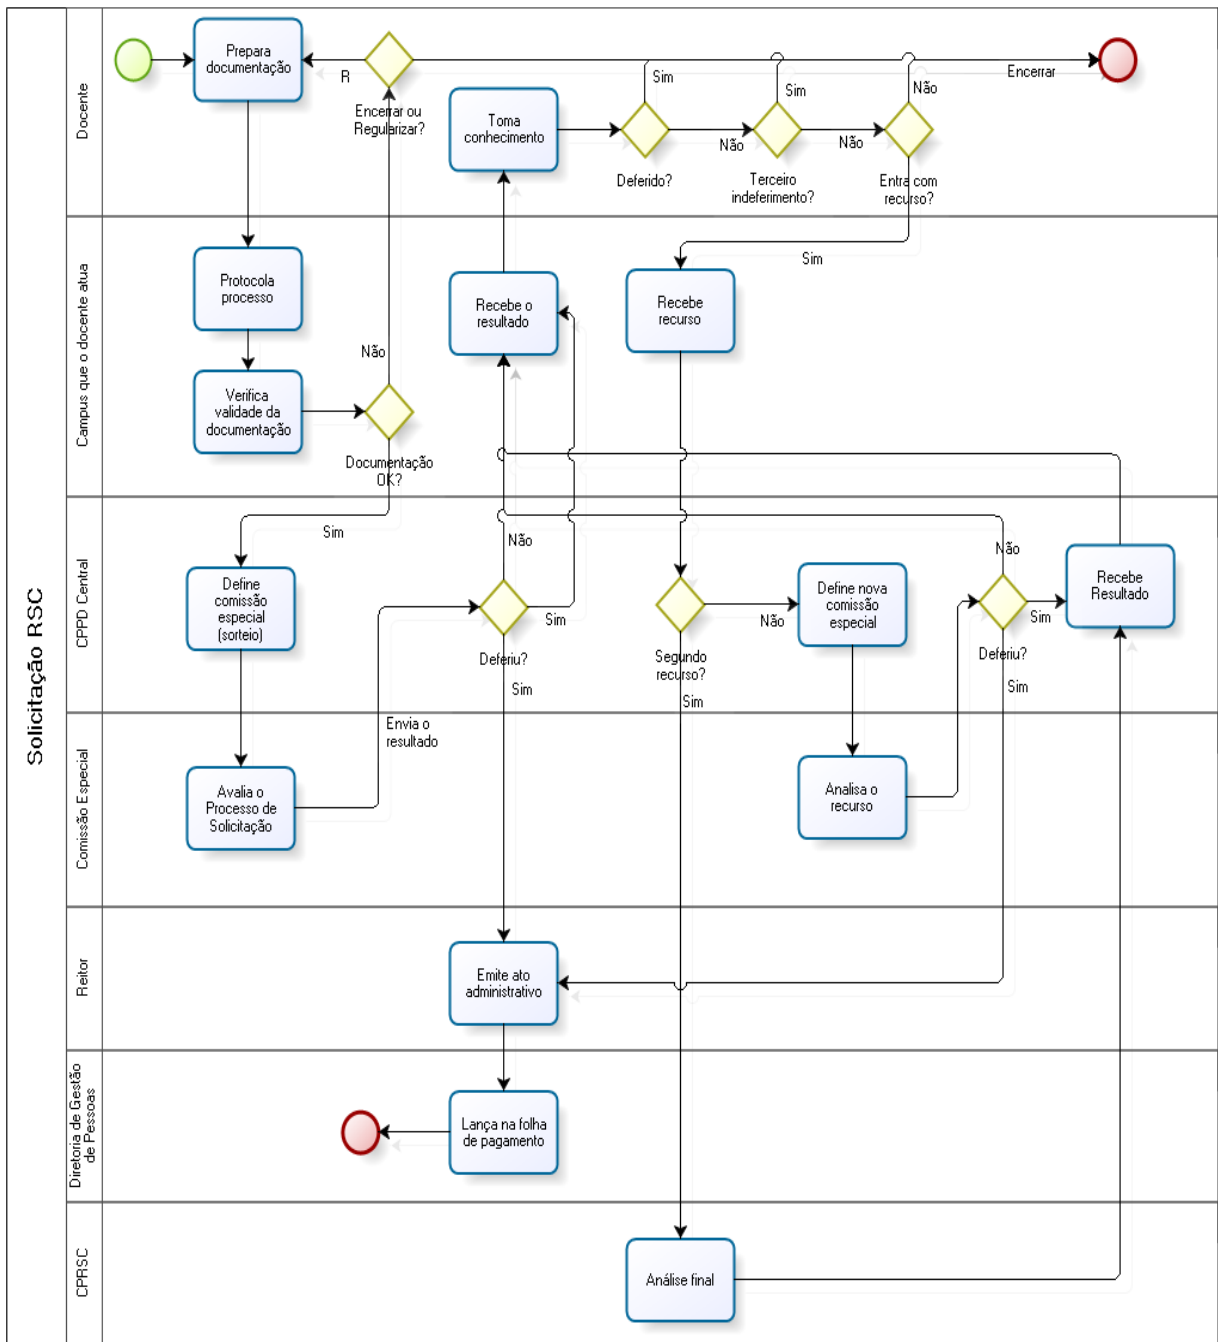 Solicitação RSC
Docente
Prepara
documentação
R
Encerrar ou
Regularizar?
Toma
conhecimento
Sim
Deferido?
Não
Sim
Terceiro
indeferimento?
Não
Não
Entra com
recurso?
Encerrar
Sim
Campus que o docente atua
Protocola
processo
Verifica
validade da
documentação
Não
Documentação
OK?
Recebe o
resultado
Recebe
recurso
CPPD Central
Sim
Define
comissão
especial
(sorteio)
Não
Sim
Deferiu?
Sim
Segundo
recurso?
Não
Sim
Define nova
comissão
especial
Não
Sim
Deferiu?
Sim
Recebe
Resultado
Comissão Especial
Envia o
resultado
Avalia o
Processo de
Solicitação
Analisa o
recurso
Reitor
Emite ato
administrativo
Diretoria de Gestão
de Pessoas
Lança na folha
de pagamento
CPRSC
Análise final